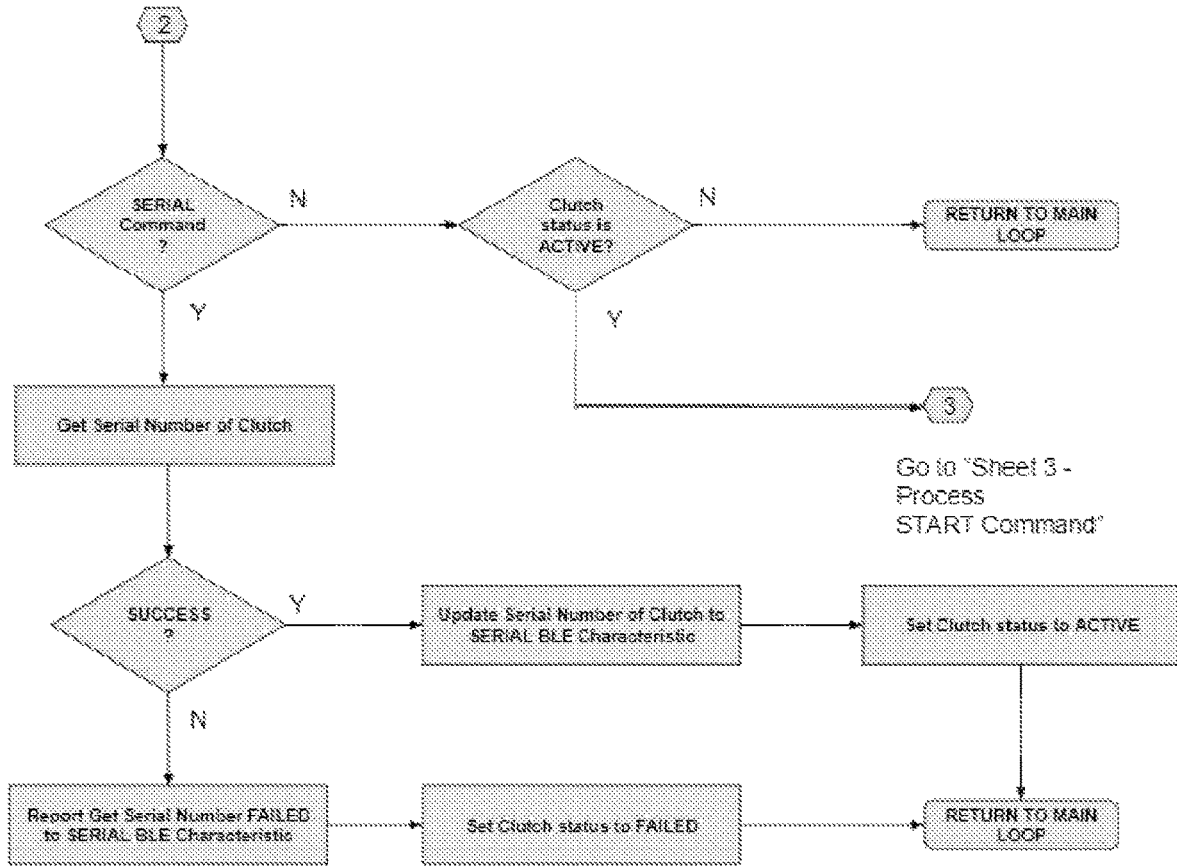 2
SERIAL
Command
?
N
Clutch
status is
ACTIVE?
N
RETURN TO MAIN
LOOP
Y
Y
Get Serial Number of Clutch
3
Go to "Sheet 3 -
Process
START Command"
SUCCESS
?
Y
Update Serial Number of Clutch to
SERIAL BLE Characteristic
Set Clutch status to ACTIVE
N
Report Get Serial Number FAILED
to SERIAL BLE Characteristic
Set Clutch status to FAILED
RETURN TO MAIN
LOOP